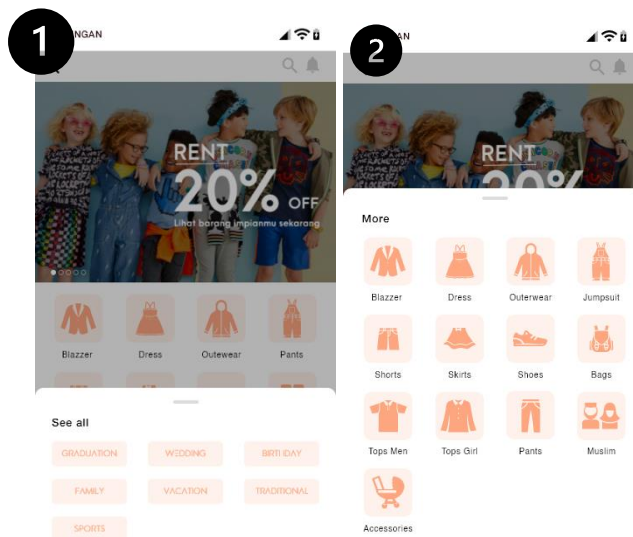 1
NGAN
RENT
20% OFF
Lihat barang impianmu sekarang
Blazzer Dress Outewear Pants
See all
GRADUATION WEDDING BIRTHDAY
FAMILY VACATION TRADITIONAL
SPORTS
2
AN
RENT
20%
More
Blazzer Dress Outerwear Jumpsuit
Shorts Skirts Shoes Bags
Tops Men Tops Girl Pants Muslim
Accessories